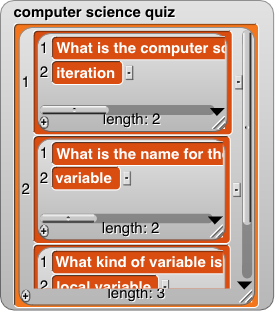 computer science quiz
1
1 What is the computer
2 iteration
length: 2
2
1 What is the name for the
2 variable
length: 2
1 What kind of variable is
2 local variable
length: 3